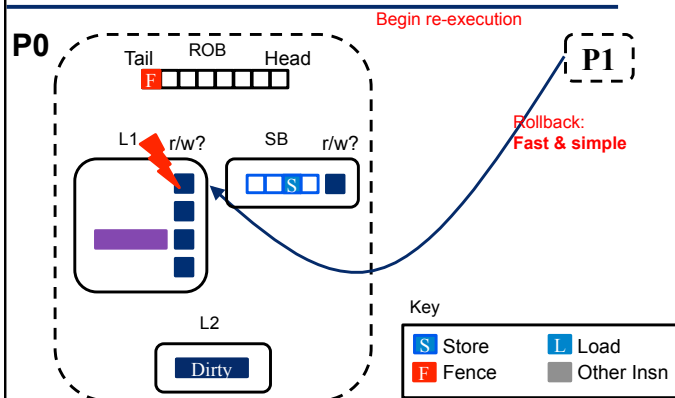 Begin re-execution
P0
ROB
Tail
Head
F
P1
Rollback:
Fast & simple
L1
r/w?
SB
r/w?
S
L2
Dirty
Key
S Store
L Load
F Fence
Other Insn